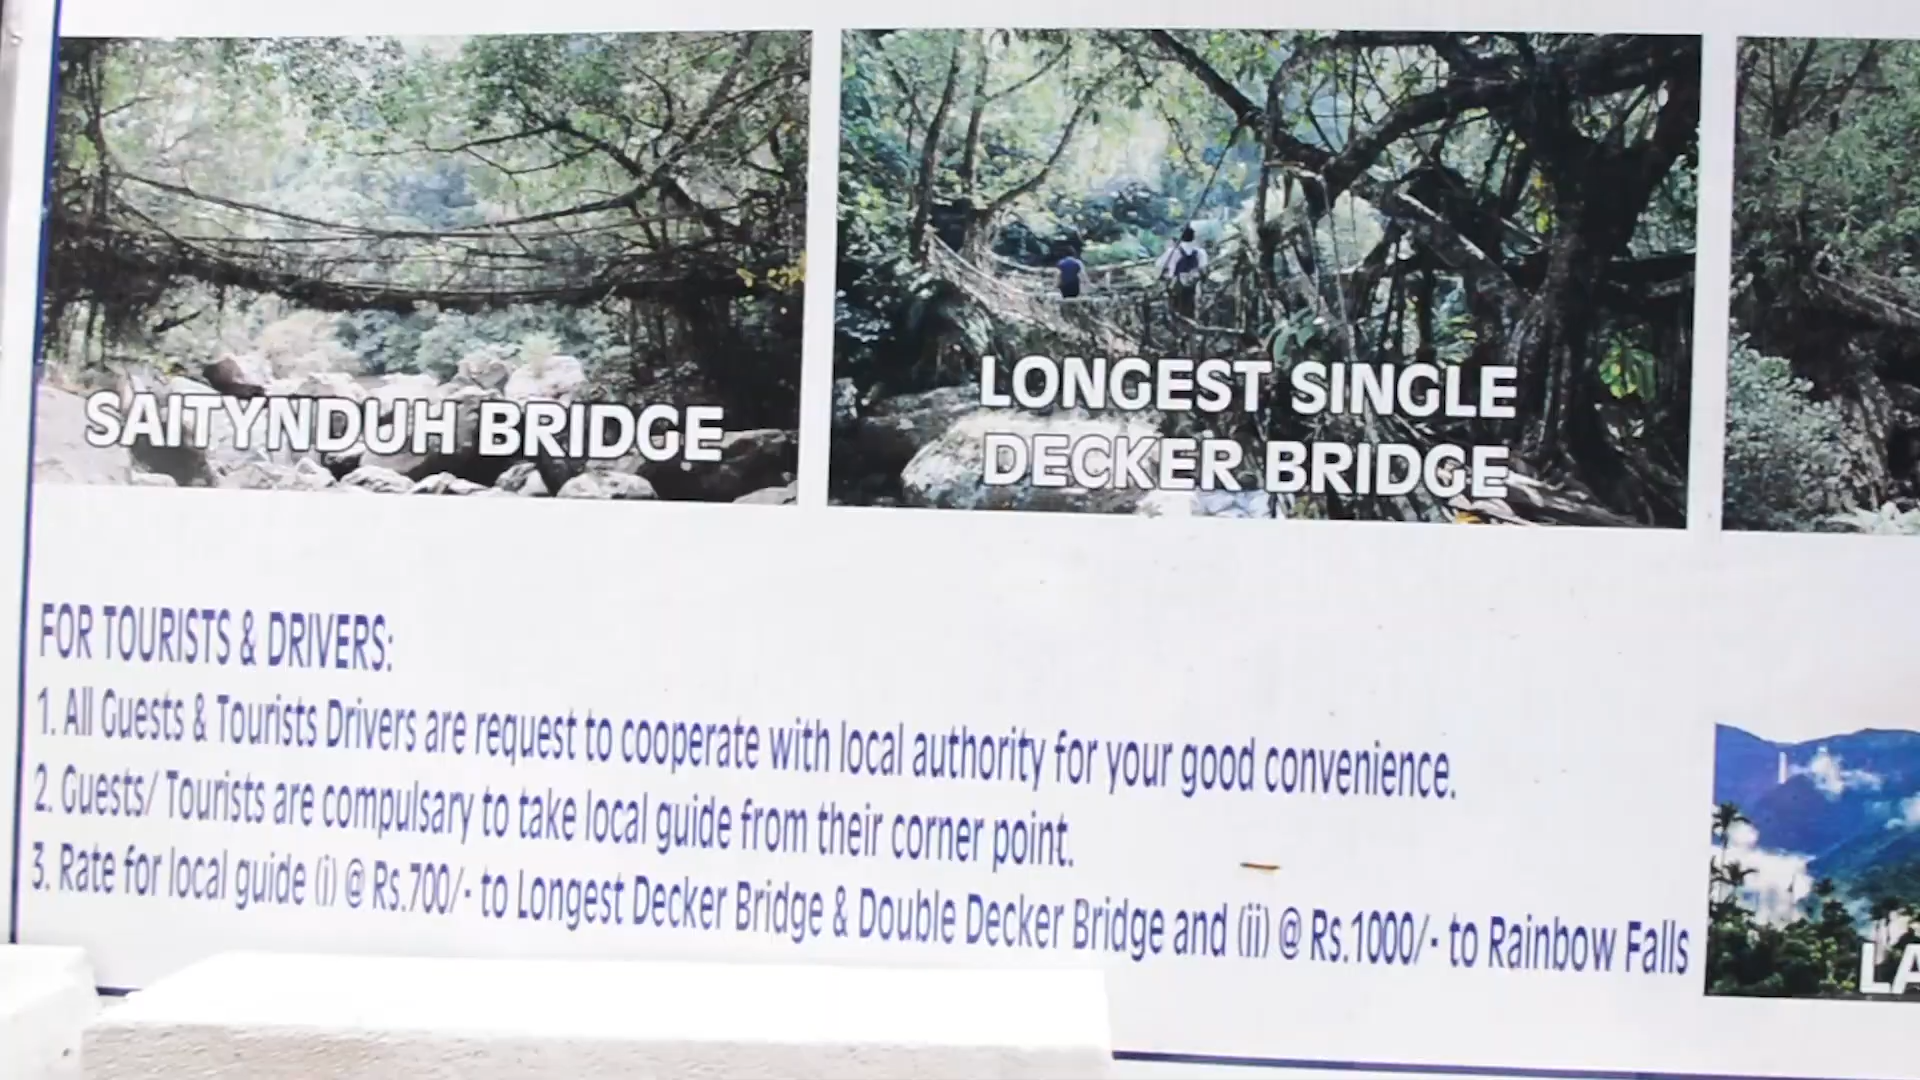 SAITYNDUH BRIDGE
LONGEST SINGLE
DECKER BRIDGE
FOR TOURISTS & DRIVERS:
1. All Guests & Tourists Drivers are request to cooperate with local authority for your good convenience.
2. Guests/ Tourists are compulsary to take local guide from their corner point.
3. Rate for local guide (i) @ Rs.700/- to Longest Decker Bridge & Double Decker Bridge and (ii) @ Rs.1000/- to Rainbow Falls
LA